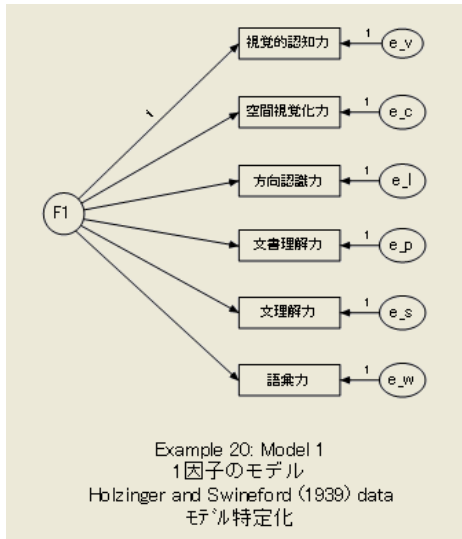 視覚的認知力
1
e_v
空間視覚化力
1
e_c
1
方向認識力
1
e_l
F1
文書理解力
1
e_p
文理解力
1
e_s
語彙力
1
e_w
Example 20: Model 1
1因子のモデル
Holzinger and Swineford (1939) data
モデル特定化